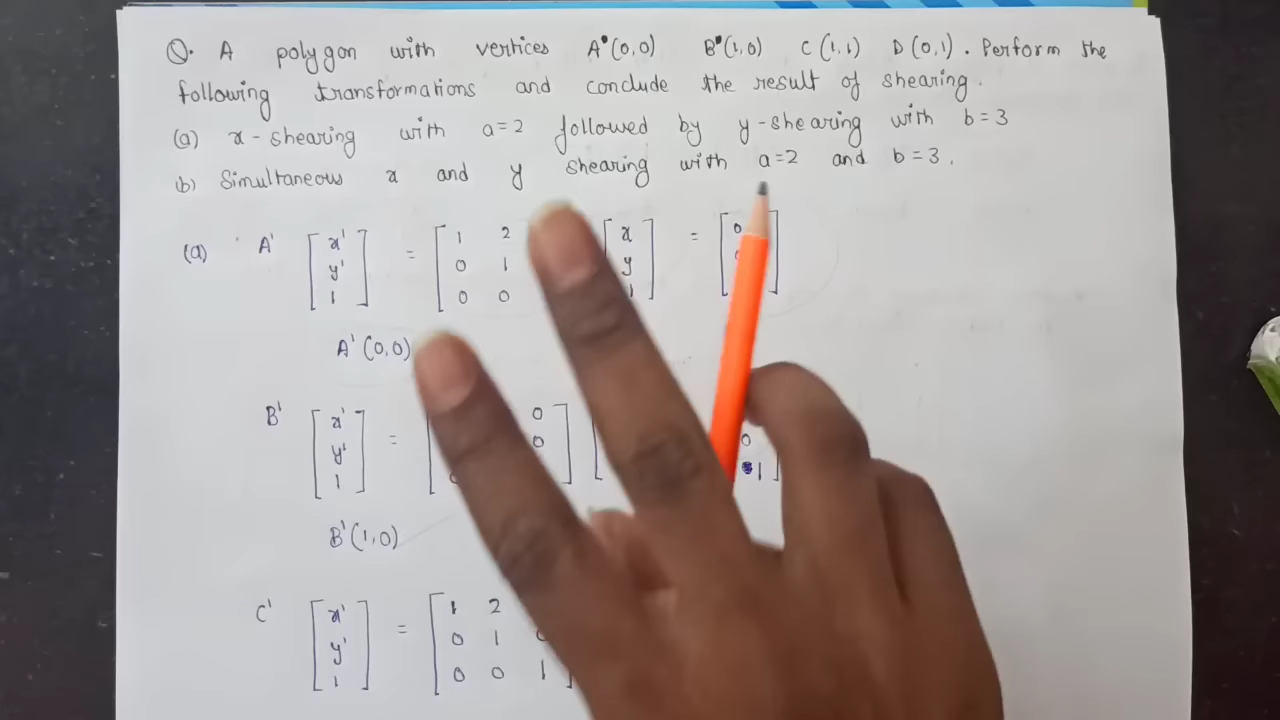 Q. A polygon with vertices A(0,0) B(1,0) C(1,1) D(0,1). Perform the
following transformations and conclude the result of shearing.
(a) x-shearing with a=2 followed by y-shearing with b=3
(b) Simultaneous x and y shearing with a=2 and b=3.
(a) A' [x' = [1 2 [x = [0
y' 0 1 y
1] 0 0 1]
A'(0,0)
B' [x' = [ 0 [
y' 0 0
1] 0 ] 1]
B'(1,0)
C' [x' = [1 2
y' 0 1 0
1] 0 0 1]